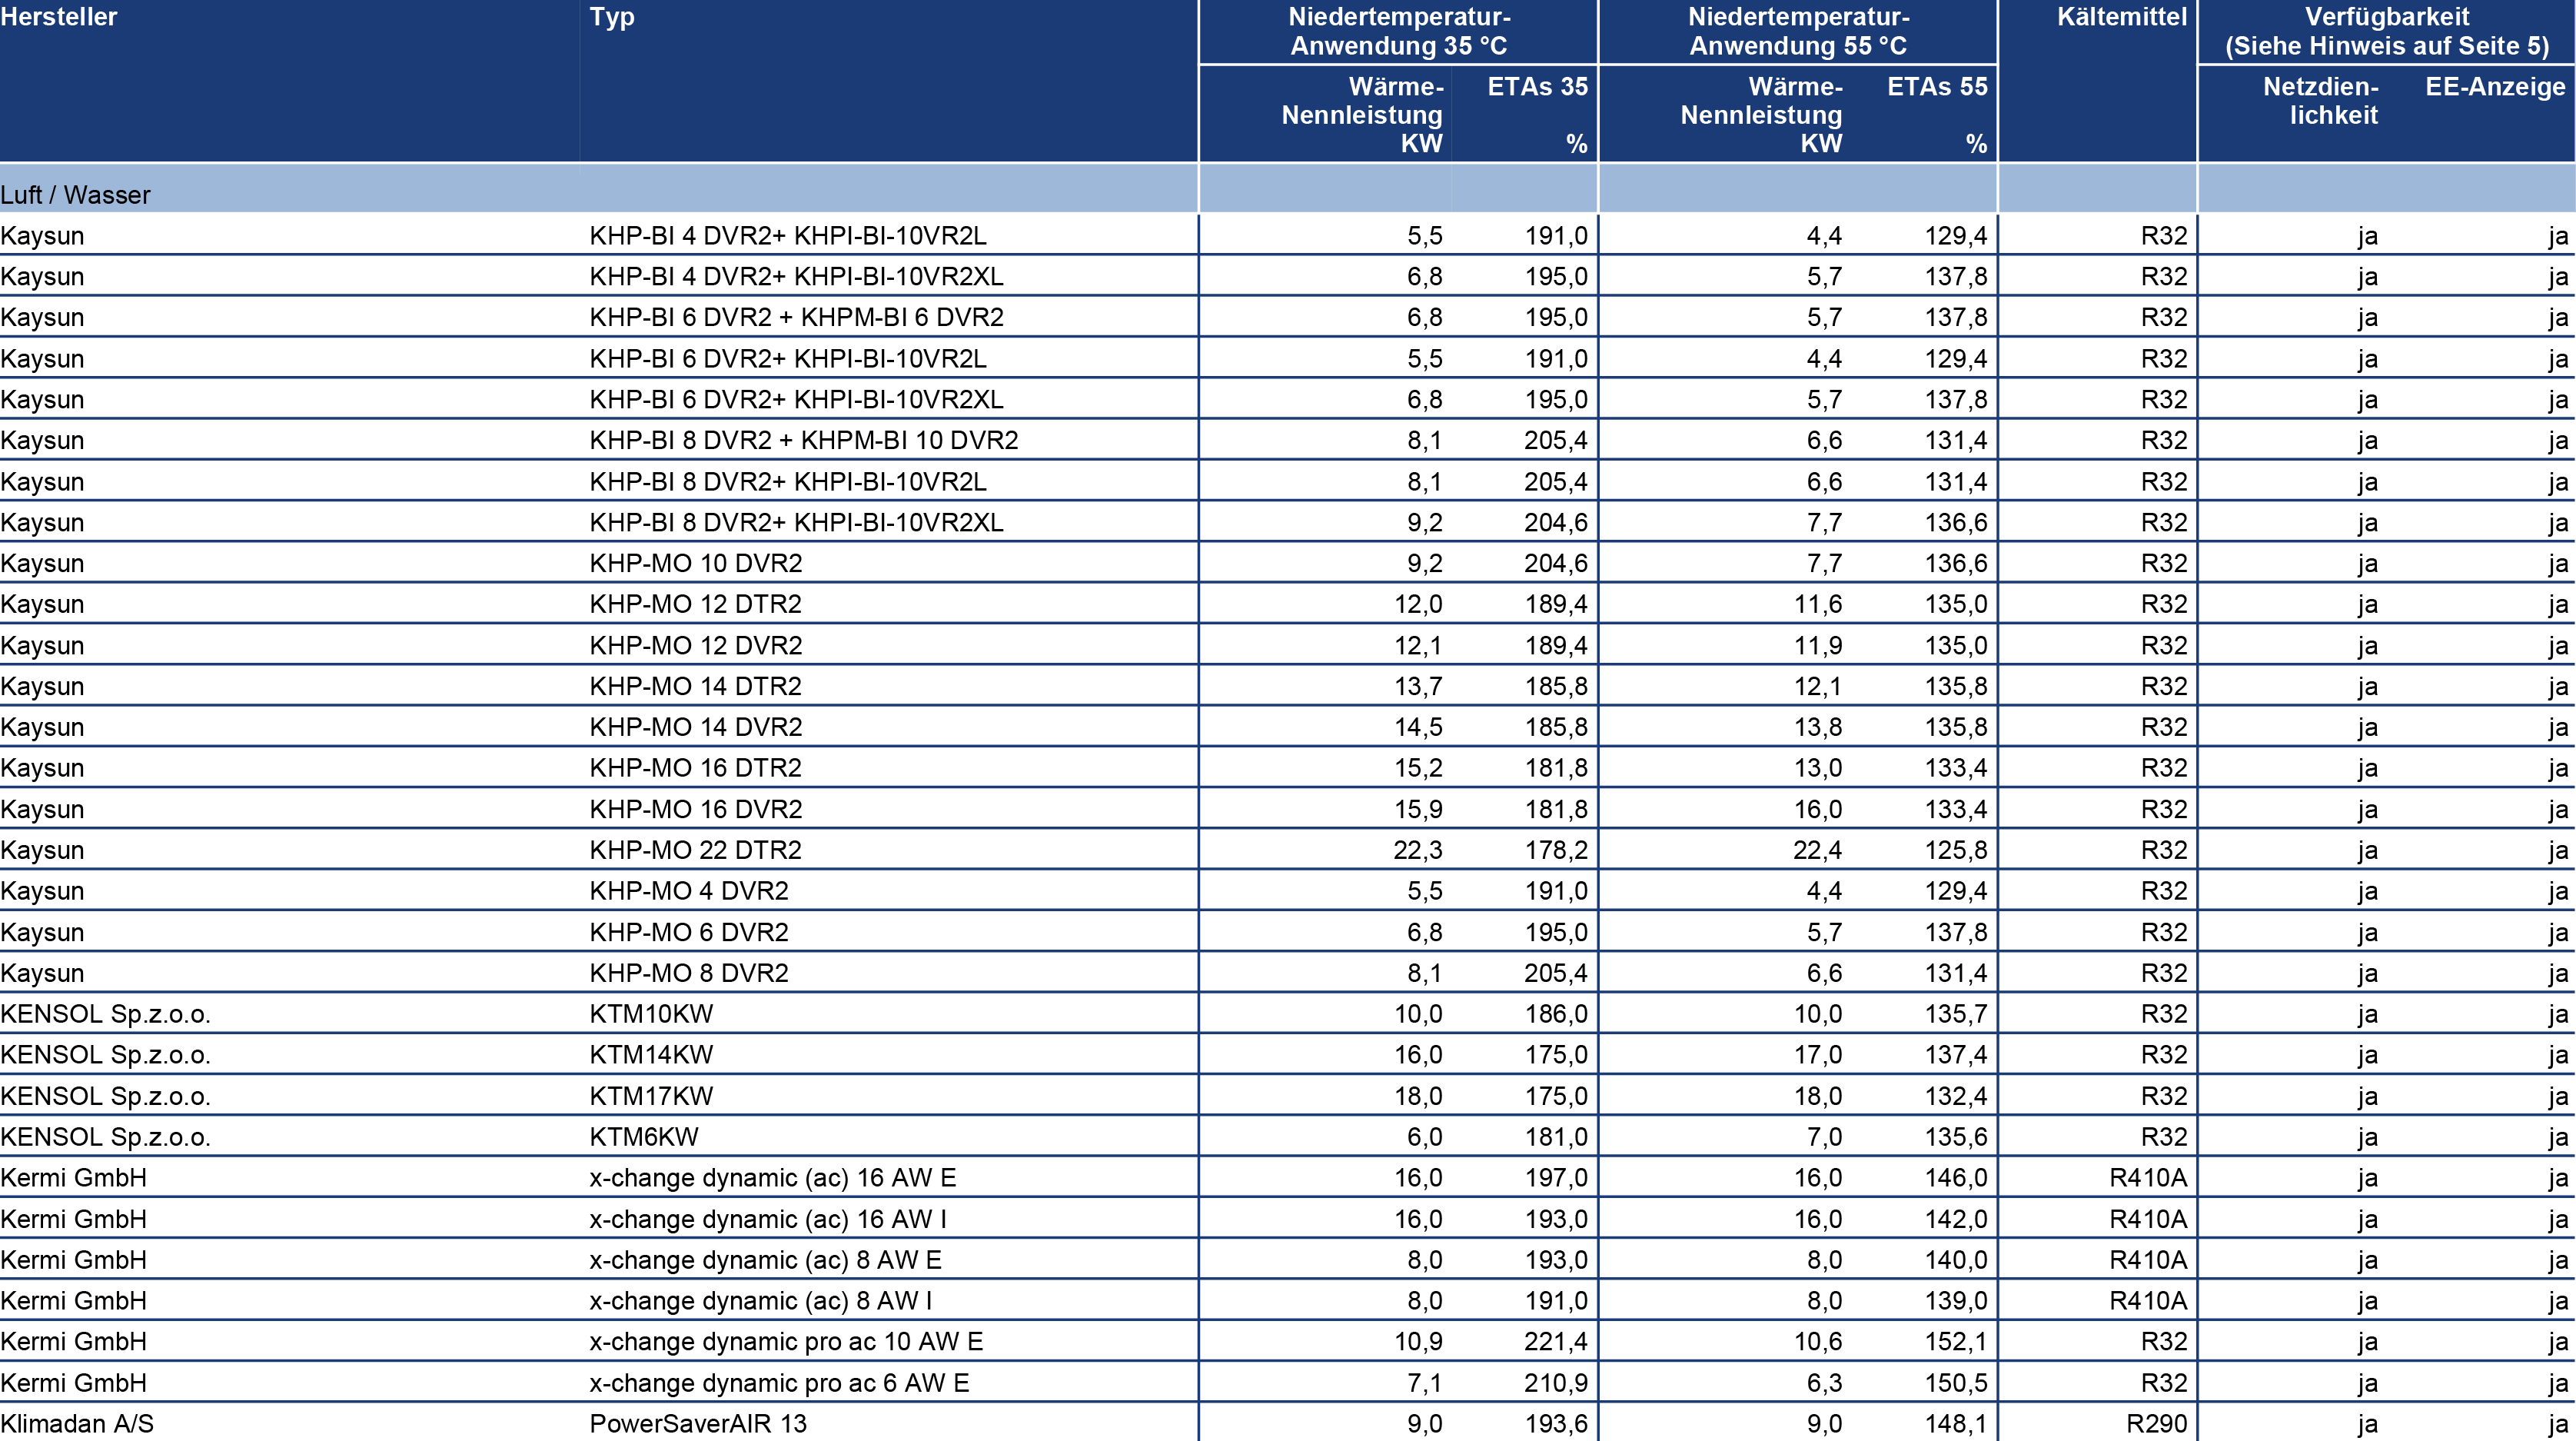 Hersteller Typ Niedertemperatur- Niedertemperatur- Kältemittel Verfügbarkeit
Anwendung 35 °C Anwendung 55 °C (Siehe Hinweis auf Seite 5)
Wärme- ETAs 35 Wärme- ETAs 55 Netzdien- EE-Anzeige
Nennleistung Nennleistung lichkeit
KW % KW %
Luft / Wasser
Kaysun KHP-BI 4 DVR2+ KHPI-BI-10VR2L 5,5 191,0 4,4 129,4 R32 ja ja
Kaysun KHP-BI 4 DVR2+ KHPI-BI-10VR2XL 6,8 195,0 5,7 137,8 R32 ja ja
Kaysun KHP-BI 6 DVR2 + KHPM-BI 6 DVR2 6,8 195,0 5,7 137,8 R32 ja ja
Kaysun KHP-BI 6 DVR2+ KHPI-BI-10VR2L 5,5 191,0 4,4 129,4 R32 ja ja
Kaysun KHP-BI 6 DVR2+ KHPI-BI-10VR2XL 6,8 195,0 5,7 137,8 R32 ja ja
Kaysun KHP-BI 8 DVR2 + KHPM-BI 10 DVR2 8,1 205,4 6,6 131,4 R32 ja ja
Kaysun KHP-BI 8 DVR2+ KHPI-BI-10VR2L 8,1 205,4 6,6 131,4 R32 ja ja
Kaysun KHP-BI 8 DVR2+ KHPI-BI-10VR2XL 9,2 204,6 7,7 136,6 R32 ja ja
Kaysun KHP-MO 10 DVR2 9,2 204,6 7,7 136,6 R32 ja ja
Kaysun KHP-MO 12 DTR2 12,0 189,4 11,6 135,0 R32 ja ja
Kaysun KHP-MO 12 DVR2 12,1 189,4 11,9 135,0 R32 ja ja
Kaysun KHP-MO 14 DTR2 13,7 185,8 12,1 135,8 R32 ja ja
Kaysun KHP-MO 14 DVR2 14,5 185,8 13,8 135,8 R32 ja ja
Kaysun KHP-MO 16 DTR2 15,2 181,8 13,0 133,4 R32 ja ja
Kaysun KHP-MO 16 DVR2 15,9 181,8 16,0 133,4 R32 ja ja
Kaysun KHP-MO 22 DTR2 22,3 178,2 22,4 125,8 R32 ja ja
Kaysun KHP-MO 4 DVR2 5,5 191,0 4,4 129,4 R32 ja ja
Kaysun KHP-MO 6 DVR2 6,8 195,0 5,7 137,8 R32 ja ja
Kaysun KHP-MO 8 DVR2 8,1 205,4 6,6 131,4 R32 ja ja
KENSOL Sp.z.o.o. KTM10KW 10,0 186,0 10,0 135,7 R32 ja ja
KENSOL Sp.z.o.o. KTM14KW 16,0 175,0 17,0 137,4 R32 ja ja
KENSOL Sp.z.o.o. KTM17KW 18,0 175,0 18,0 132,4 R32 ja ja
KENSOL Sp.z.o.o. KTM6KW 6,0 181,0 7,0 135,6 R32 ja ja
Kermi GmbH x-change dynamic (ac) 16 AW E 16,0 197,0 16,0 146,0 R410A ja ja
Kermi GmbH x-change dynamic (ac) 16 AW I 16,0 193,0 16,0 142,0 R410A ja ja
Kermi GmbH x-change dynamic (ac) 8 AW E 8,0 193,0 8,0 140,0 R410A ja ja
Kermi GmbH x-change dynamic (ac) 8 AW I 8,0 191,0 8,0 139,0 R410A ja ja
Kermi GmbH x-change dynamic pro ac 10 AW E 10,9 221,4 10,6 152,1 R32 ja ja
Kermi GmbH x-change dynamic pro ac 6 AW E 7,1 210,9 6,3 150,5 R32 ja ja
Klimadan A/S PowerSaverAIR 13 9,0 193,6 9,0 148,1 R290 ja ja